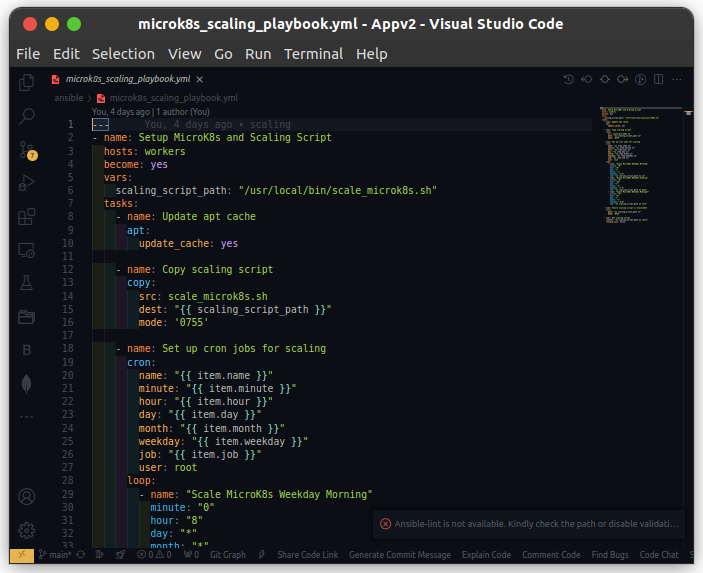 microk8s_scaling_playbook.yml - Appv2 - Visual Studio Code
File Edit Selection View Go Run Terminal Help
microk8s_scaling_playbook.yml
ansible > microk8s_scaling_playbook.yml
You, 4 days ago | 1 author (You)
1 --- You, 4 days ago • scaling
2 - name: Setup MicroK8s and Scaling Script
3 hosts: workers
4 become: yes
5 vars:
6 scaling_script_path: "/usr/local/bin/scale_microk8s.sh"
7 tasks:
8 - name: Update apt cache
9 apt:
10 update_cache: yes
11
12 - name: Copy scaling script
13 copy:
14 src: scale_microk8s.sh
15 dest: "{{ scaling_script_path }}"
16 mode: '0755'
17
18 - name: Set up cron jobs for scaling
19 cron:
20 name: "{{ item.name }}"
21 minute: "{{ item.minute }}"
22 hour: "{{ item.hour }}"
23 day: "{{ item.day }}"
24 month: "{{ item.month }}"
25 weekday: "{{ item.weekday }}"
26 job: "{{ item.job }}"
27 user: root
28 loop:
29 - name: "Scale MicroK8s Weekday Morning"
30 minute: "0"
31 hour: "8"
32 day: "*"
33 month: "*"
7
B
Ansible-lint is not available. Kindly check the path or disable validati...
main* 0 0 0 Git Graph Share Code Link Generate Commit Message Explain Code Comment Code Find Bugs Code Chat S